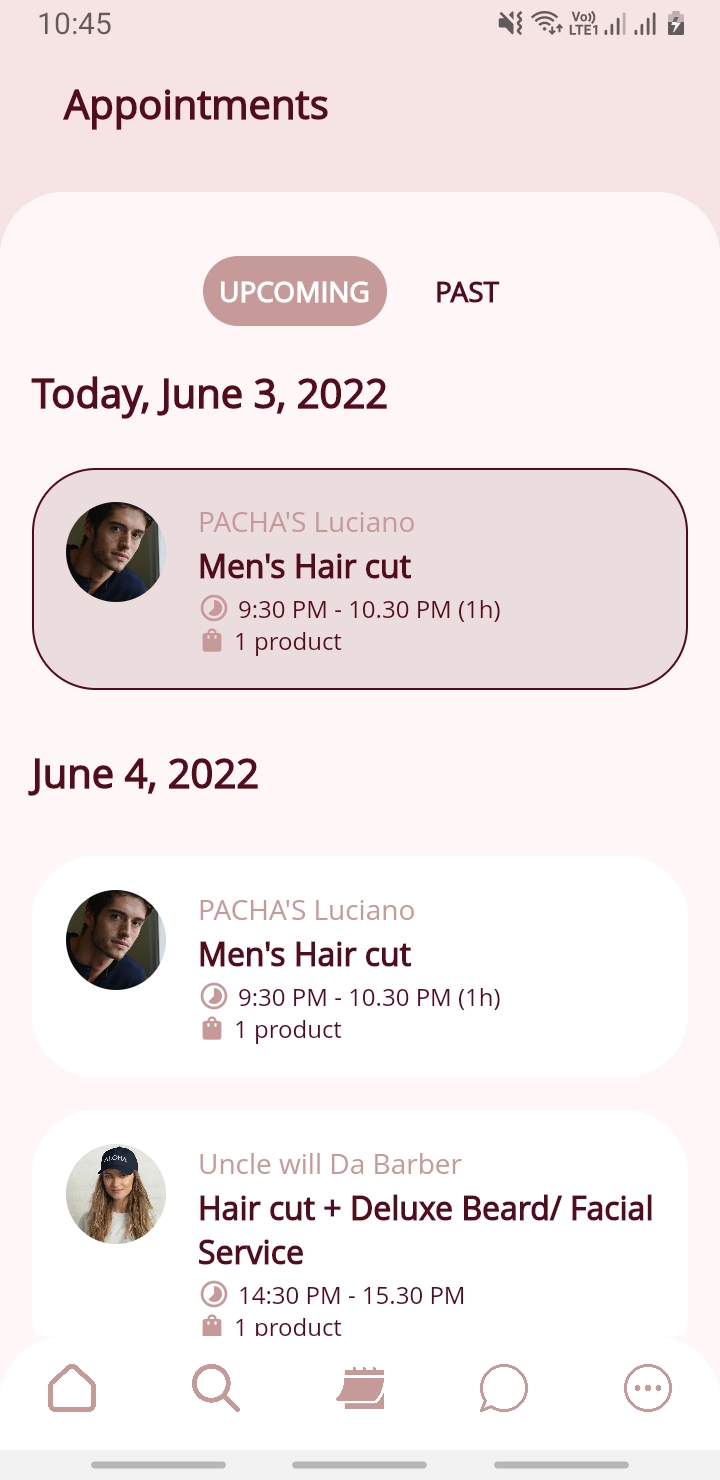 10:45
Vo))
LTE1
Appointments
UPCOMING
PAST
Today, June 3, 2022
PACHA'S Luciano
Men's Hair cut
9:30 PM - 10.30 PM (1h)
1 product
June 4, 2022
PACHA'S Luciano
Men's Hair cut
9:30 PM - 10.30 PM (1h)
1 product
ALOHA
Uncle will Da Barber
Hair cut + Deluxe Beard/ Facial
Service
14:30 PM - 15.30 PM
1 product